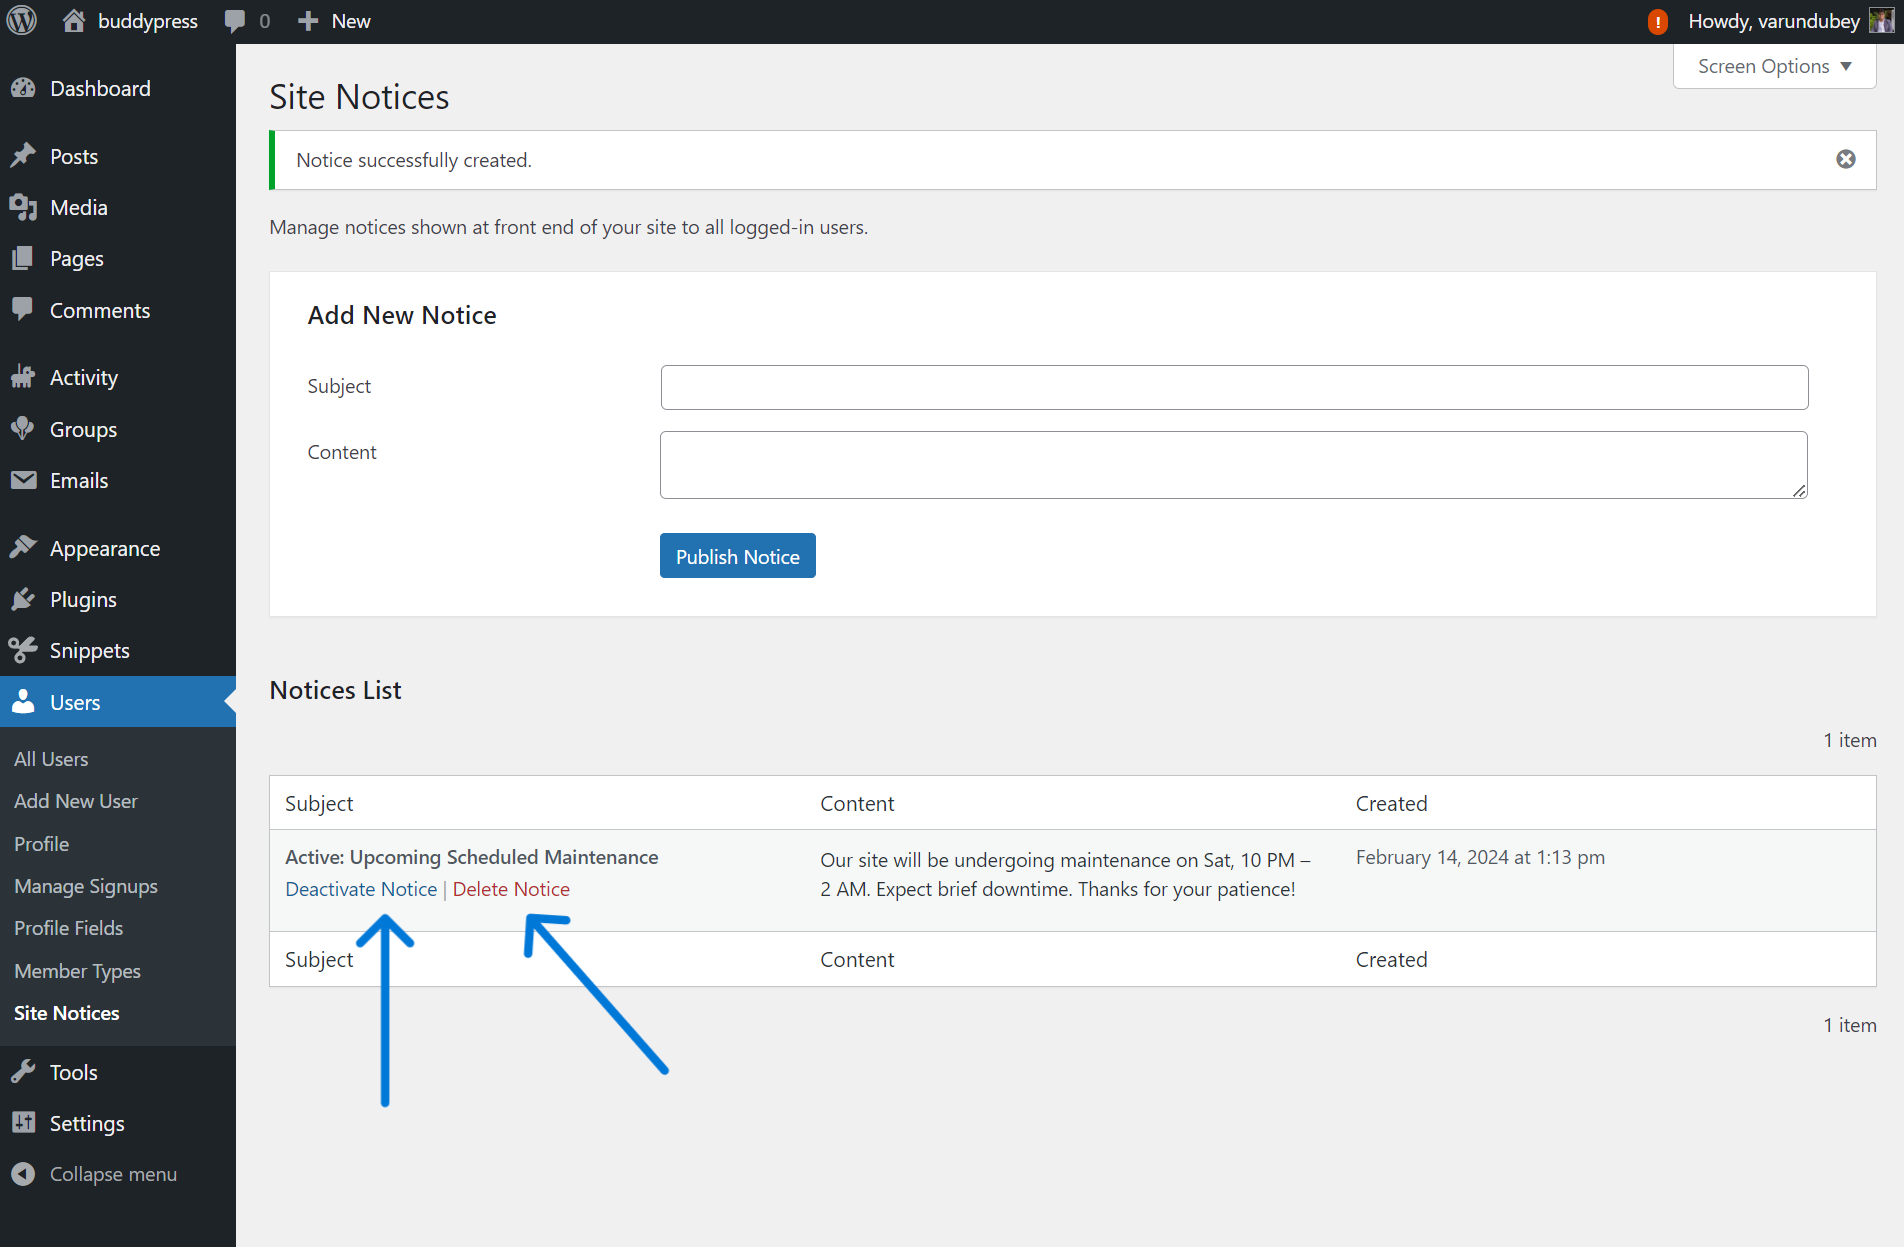 buddypress 0 New ! Howdy, varundubey
Screen Options
Dashboard
Posts
Media
Pages
Comments
Activity
Groups
Emails
Appearance
Plugins
Snippets
Users
All Users
Add New User
Profile
Manage Signups
Profile Fields
Member Types
Site Notices
Tools
Settings
Collapse menu
Site Notices
Notice successfully created.
Manage notices shown at front end of your site to all logged-in users.
Add New Notice
Subject
Content
Publish Notice
Notices List
1 item
Subject Content Created
Active: Upcoming Scheduled Maintenance
Deactivate Notice | Delete Notice
Our site will be undergoing maintenance on Sat, 10 PM –
2 AM. Expect brief downtime. Thanks for your patience!
February 14, 2024 at 1:13 pm
Subject Content Created
1 item